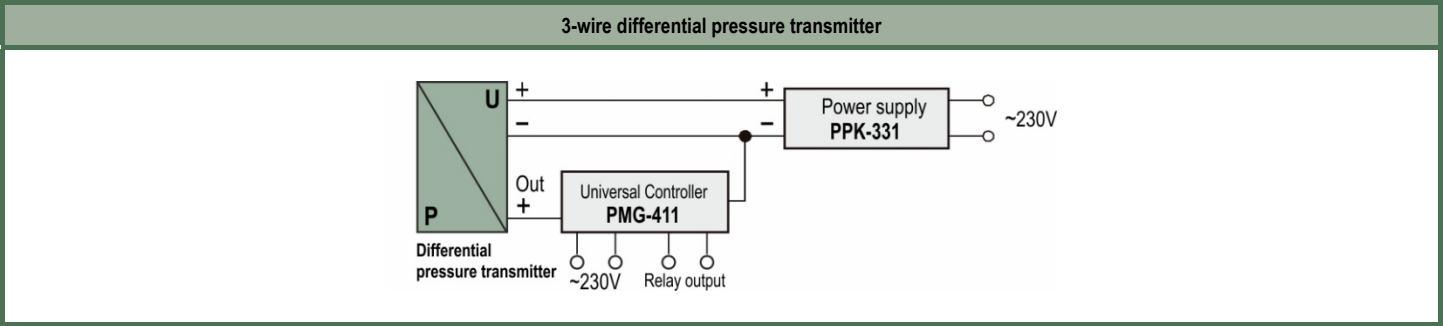 3-wire differential pressure transmitter
U
+
+
−
−
Power supply
PPK-331
~230V
Out
+
Universal Controller
PMG-411
P
Differential
pressure transmitter
~230V
Relay output